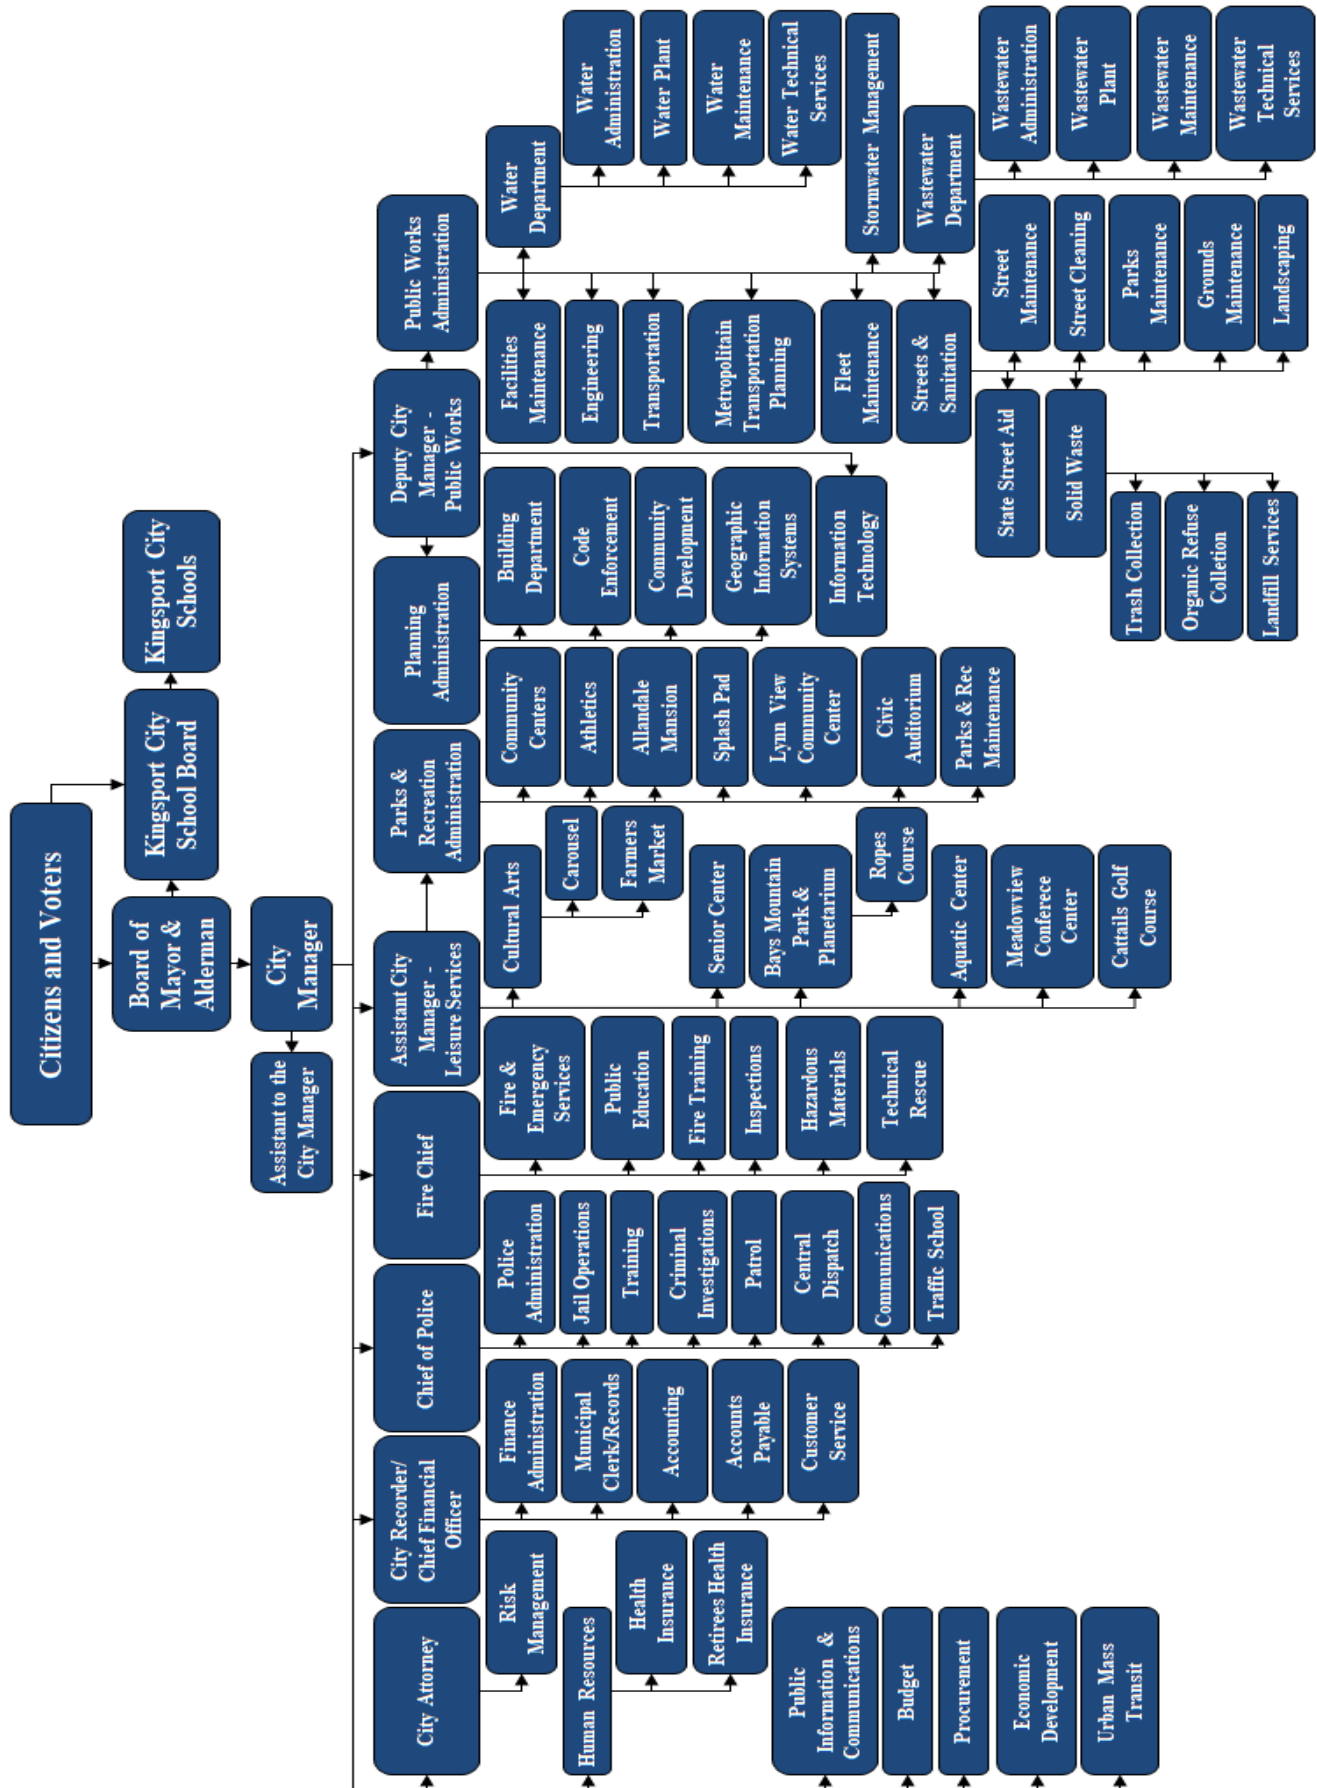 Citizens and Voters
Board of
Mayor &
Alderman
Kingsport City
School Board
Kingsport City
Schools
City
Manager
Assistant to the
City Manager
City Attorney
Risk
Management
Human Resources
Health
Insurance
Retirees Health
Insurance
Public
Information &
Communications
Budget
Procurement
Economic
Development
Urban Mass
Transit
City Recorder/
Chief Financial
Officer
Finance
Administration
Municipal
Clerk/Records
Accounting
Accounts
Payable
Customer
Service
Chief of Police
Police
Administration
Jail Operations
Training
Criminal
Investigations
Patrol
Central
Dispatch
Communications
Traffic School
Fire Chief
Fire &
Emergency
Services
Public
Education
Fire Training
Inspections
Hazardous
Materials
Technical
Rescue
Assistant City
Manager -
Leisure Services
Cultural Arts
Carousel
Farmers
Market
Senior Center
Bays Mountain
Park &
Planetarium
Ropes
Course
Aquatic Center
Meadowview
Conferece
Center
Cattails Golf
Course
Parks &
Recreation
Administration
Community
Centers
Athletics
Allandale
Mansion
Splash Pad
Lynn View
Community
Center
Civic
Auditorium
Parks & Rec
Maintenance
Planning
Administration
Building
Department
Code
Enforcement
Community
Development
Geographic
Information
Systems
Deputy City
Manager -
Public Works
Information
Technology
Public Works
Administration
Facilities
Maintenance
Engineering
Transportation
Metropolitain
Transportation
Planning
Fleet
Maintenance
Streets &
Sanitation
State Street Aid
Solid Waste
Trash Collection
Organic Refuse
Colletion
Landfill Services
Street
Maintenance
Street Cleaning
Parks
Maintenance
Grounds
Maintenance
Landscaping
Water
Department
Water
Administration
Water Plant
Water
Maintenance
Water Technical
Services
Stormwater Management
Wastewater
Department
Wastewater
Administration
Wastewater
Plant
Wastewater
Maintenance
Wastewater
Technical
Services